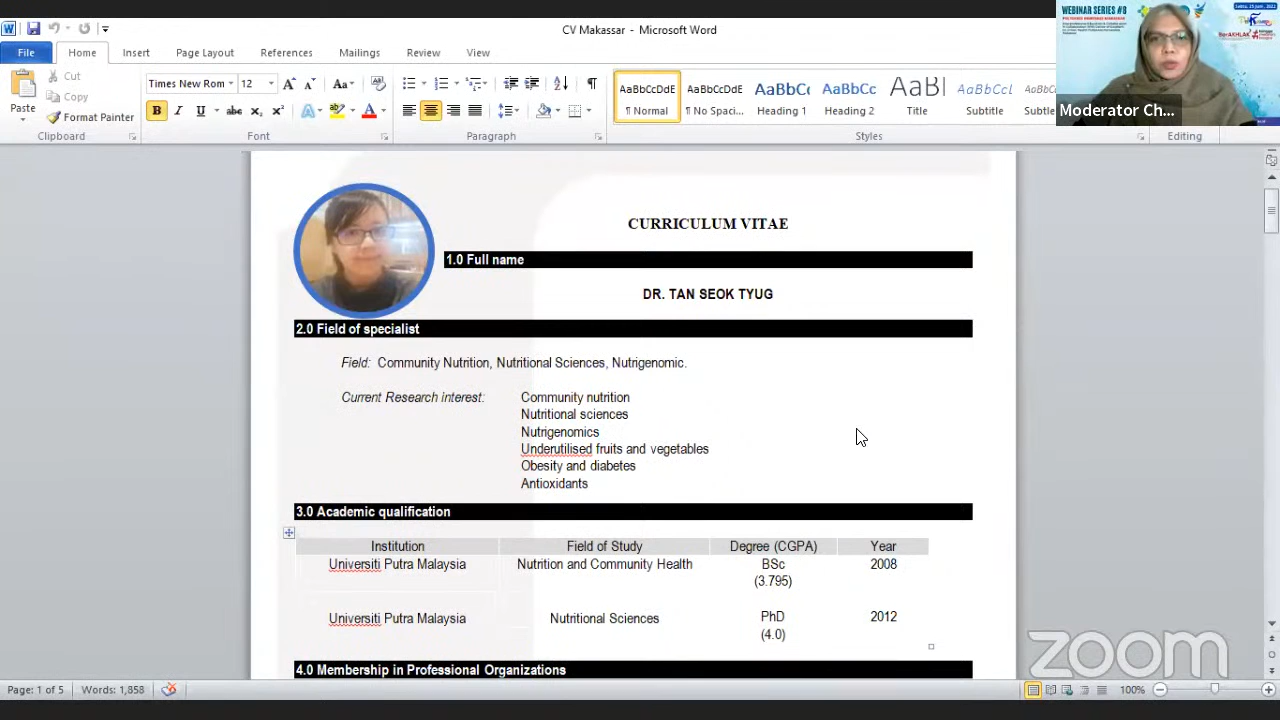 CV Makassar - Microsoft Word
File Home Insert Page Layout References Mailings Review View
Cut
Copy
Format Painter
Paste
Clipboard
Times New Rom 12
Font
Paragraph
AaBbCcDdE AaBbCcDdE AaBbCc AaBbCc AaBbCcL
¶ Normal ¶ No Spaci... Heading 1 Heading 2 Title Subtitle
Styles
Editing
WEBINAR SERIES #8
Moderator Ch...
CURRICULUM VITAE
1.0 Full name
DR. TAN SEOK TYUG
2.0 Field of specialist
Field: Community Nutrition, Nutritional Sciences, Nutrigenomic.
Current Research interest: Community nutrition
Nutritional sciences
Nutrigenomics
Underutilised fruits and vegetables
Obesity and diabetes
Antioxidants
3.0 Academic qualification
Institution Field of Study Degree (CGPA) Year
Universiti Putra Malaysia Nutrition and Community Health BSc 2008
(3.795)
Universiti Putra Malaysia Nutritional Sciences PhD 2012
(4.0)
4.0 Membership in Professional Organizations
zoom
Page: 1 of 5 Words: 1,858 100%